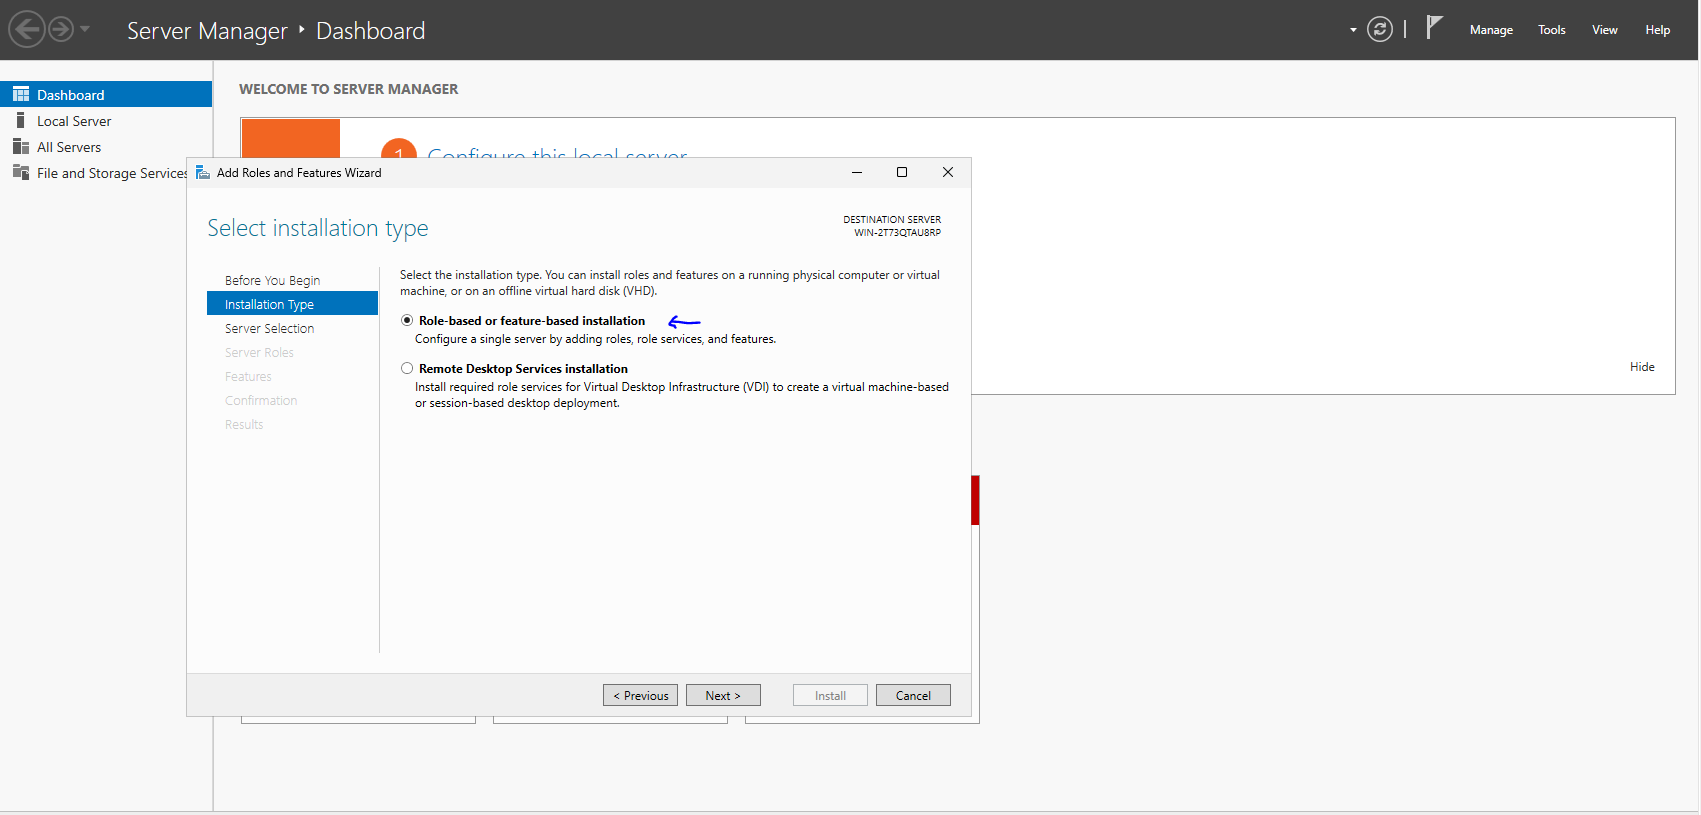 Server Manager ‣ Dashboard
Manage
Tools
View
Help
Dashboard
Local Server
All Servers
File and Storage Services
WELCOME TO SERVER MANAGER
1
Configure this local server
Add Roles and Features Wizard
Select installation type
DESTINATION SERVER
WIN-2T73QTAU8RP
Before You Begin
Installation Type
Server Selection
Server Roles
Features
Confirmation
Results
Select the installation type. You can install roles and features on a running physical computer or virtual
machine, or on an offline virtual hard disk (VHD).
Role-based or feature-based installation
Configure a single server by adding roles, role services, and features.
Remote Desktop Services installation
Install required role services for Virtual Desktop Infrastructure (VDI) to create a virtual machine-based
or session-based desktop deployment.
Hide
< Previous
Next >
Install
Cancel